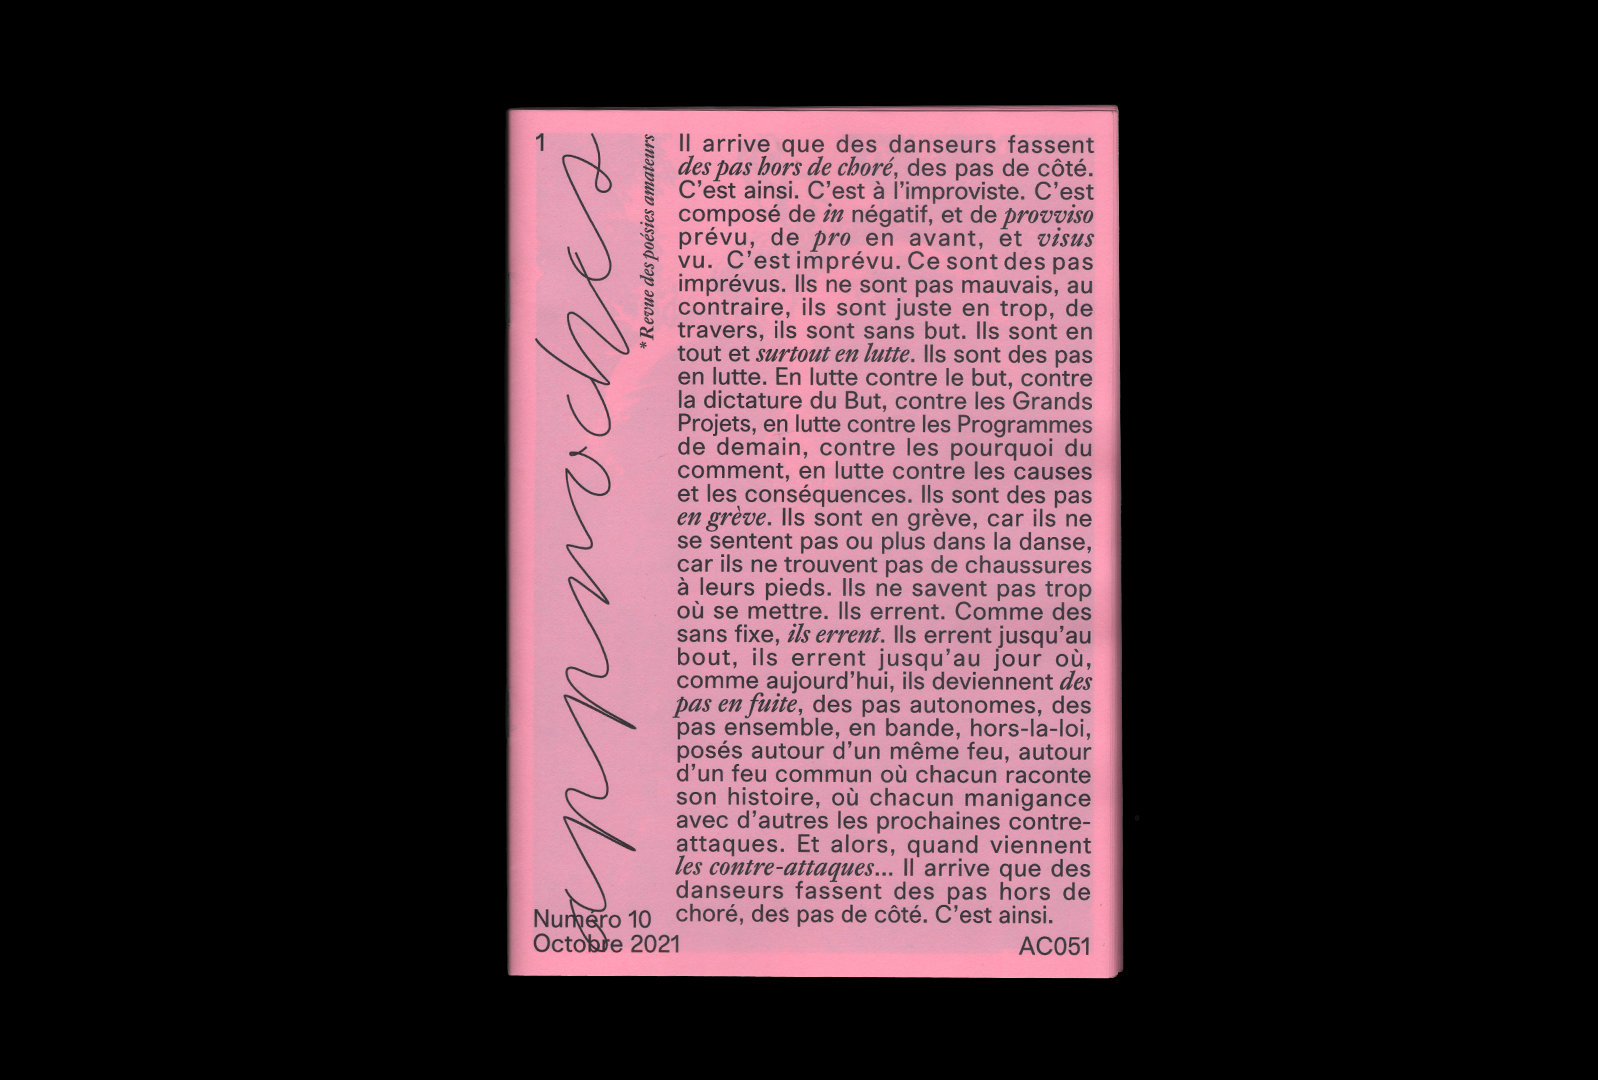 1
approches
*Revue des poésies amateurs
Il arrive que des danseurs fassent
des pas hors de choré, des pas de côté.
C’est ainsi. C’est à l’improviste. C’est
composé de in négatif, et de provviso
prévu, de pro en avant, et visus
vu. C’est imprévu. Ce sont des pas
imprévus. Ils ne sont pas mauvais, au
contraire, ils sont juste en trop, de
travers, ils sont sans but. Ils sont en
tout et surtout en lutte. Ils sont des pas
en lutte. En lutte contre le but, contre
la dictature du But, contre les Grands
Projets, en lutte contre les Programmes
de demain, contre les pourquoi du
comment, en lutte contre les causes
et les conséquences. Ils sont des pas
en grève. Ils sont en grève, car ils ne
se sentent pas ou plus dans la danse,
car ils ne trouvent pas de chaussures
à leurs pieds. Ils ne savent pas trop
où se mettre. Ils errent. Comme des
sans fixe, ils errent. Ils errent jusqu’au
bout, ils errent jusqu’au jour où,
comme aujourd’hui, ils deviennent des
pas en fuite, des pas autonomes, des
pas ensemble, en bande, hors-la-loi,
posés autour d’un même feu, autour
d’un feu commun où chacun raconte
son histoire, où chacun manigance
avec d’autres les prochaines contre-
attaques. Et alors, quand viennent
les contre-attaques... Il arrive que des
danseurs fassent des pas hors de
choré, des pas de côté. C’est ainsi.
Numéro 10
Octobre 2021
AC051